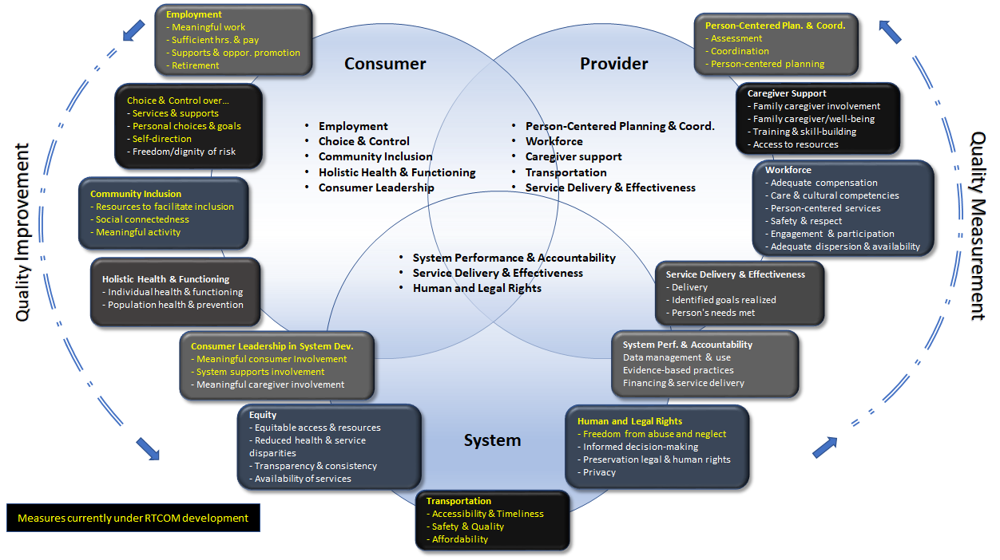 Employment
- Meaningful work
- Sufficient hrs. & pay
- Supports & oppor. promotion
- Retirement
Choice & Control over...
- Services & supports
- Personal choices & goals
- Self-direction
- Freedom/dignity of risk
Community Inclusion
- Resources to facilitate inclusion
- Social connectedness
- Meaningful activity
Holistic Health & Functioning
- Individual health & functioning
- Population health & prevention
Consumer Leadership in System Dev.
- Meaningful consumer Involvement
- System supports involvement
- Meaningful caregiver involvement
Equity
- Equitable access & resources
- Reduced health & service
disparities
- Transparency & consistency
- Availability of services
Transportation
- Accessibility & Timeliness
- Safety & Quality
- Affordability
Human and Legal Rights
- Freedom from abuse and neglect
- Informed decision-making
- Preservation legal & human rights
- Privacy
System Perf. & Accountability
Data management & use
Evidence-based practices
Financing & service delivery
Service Delivery & Effectiveness
- Delivery
- Identified goals realized
- Person's needs met
Workforce
- Adequate compensation
- Care & cultural competencies
- Person-centered services
- Safety & respect
- Engagement & participation
- Adequate dispersion & availability
Caregiver Support
- Family caregiver involvement
- Family caregiver/well-being
- Training & skill-building
- Access to resources
Person-Centered Plan. & Coord.
- Assessment
- Coordination
- Person-centered planning
Consumer
• Employment
• Choice & Control
• Community Inclusion
• Holistic Health & Functioning
• Consumer Leadership
Provider
• Person-Centered Planning & Coord.
• Workforce
• Caregiver support
• Transportation
• Service Delivery & Effectiveness
• System Performance & Accountability
• Service Delivery & Effectiveness
• Human and Legal Rights
System
Quality Improvement
Quality Measurement
Measures currently under RTCOM development